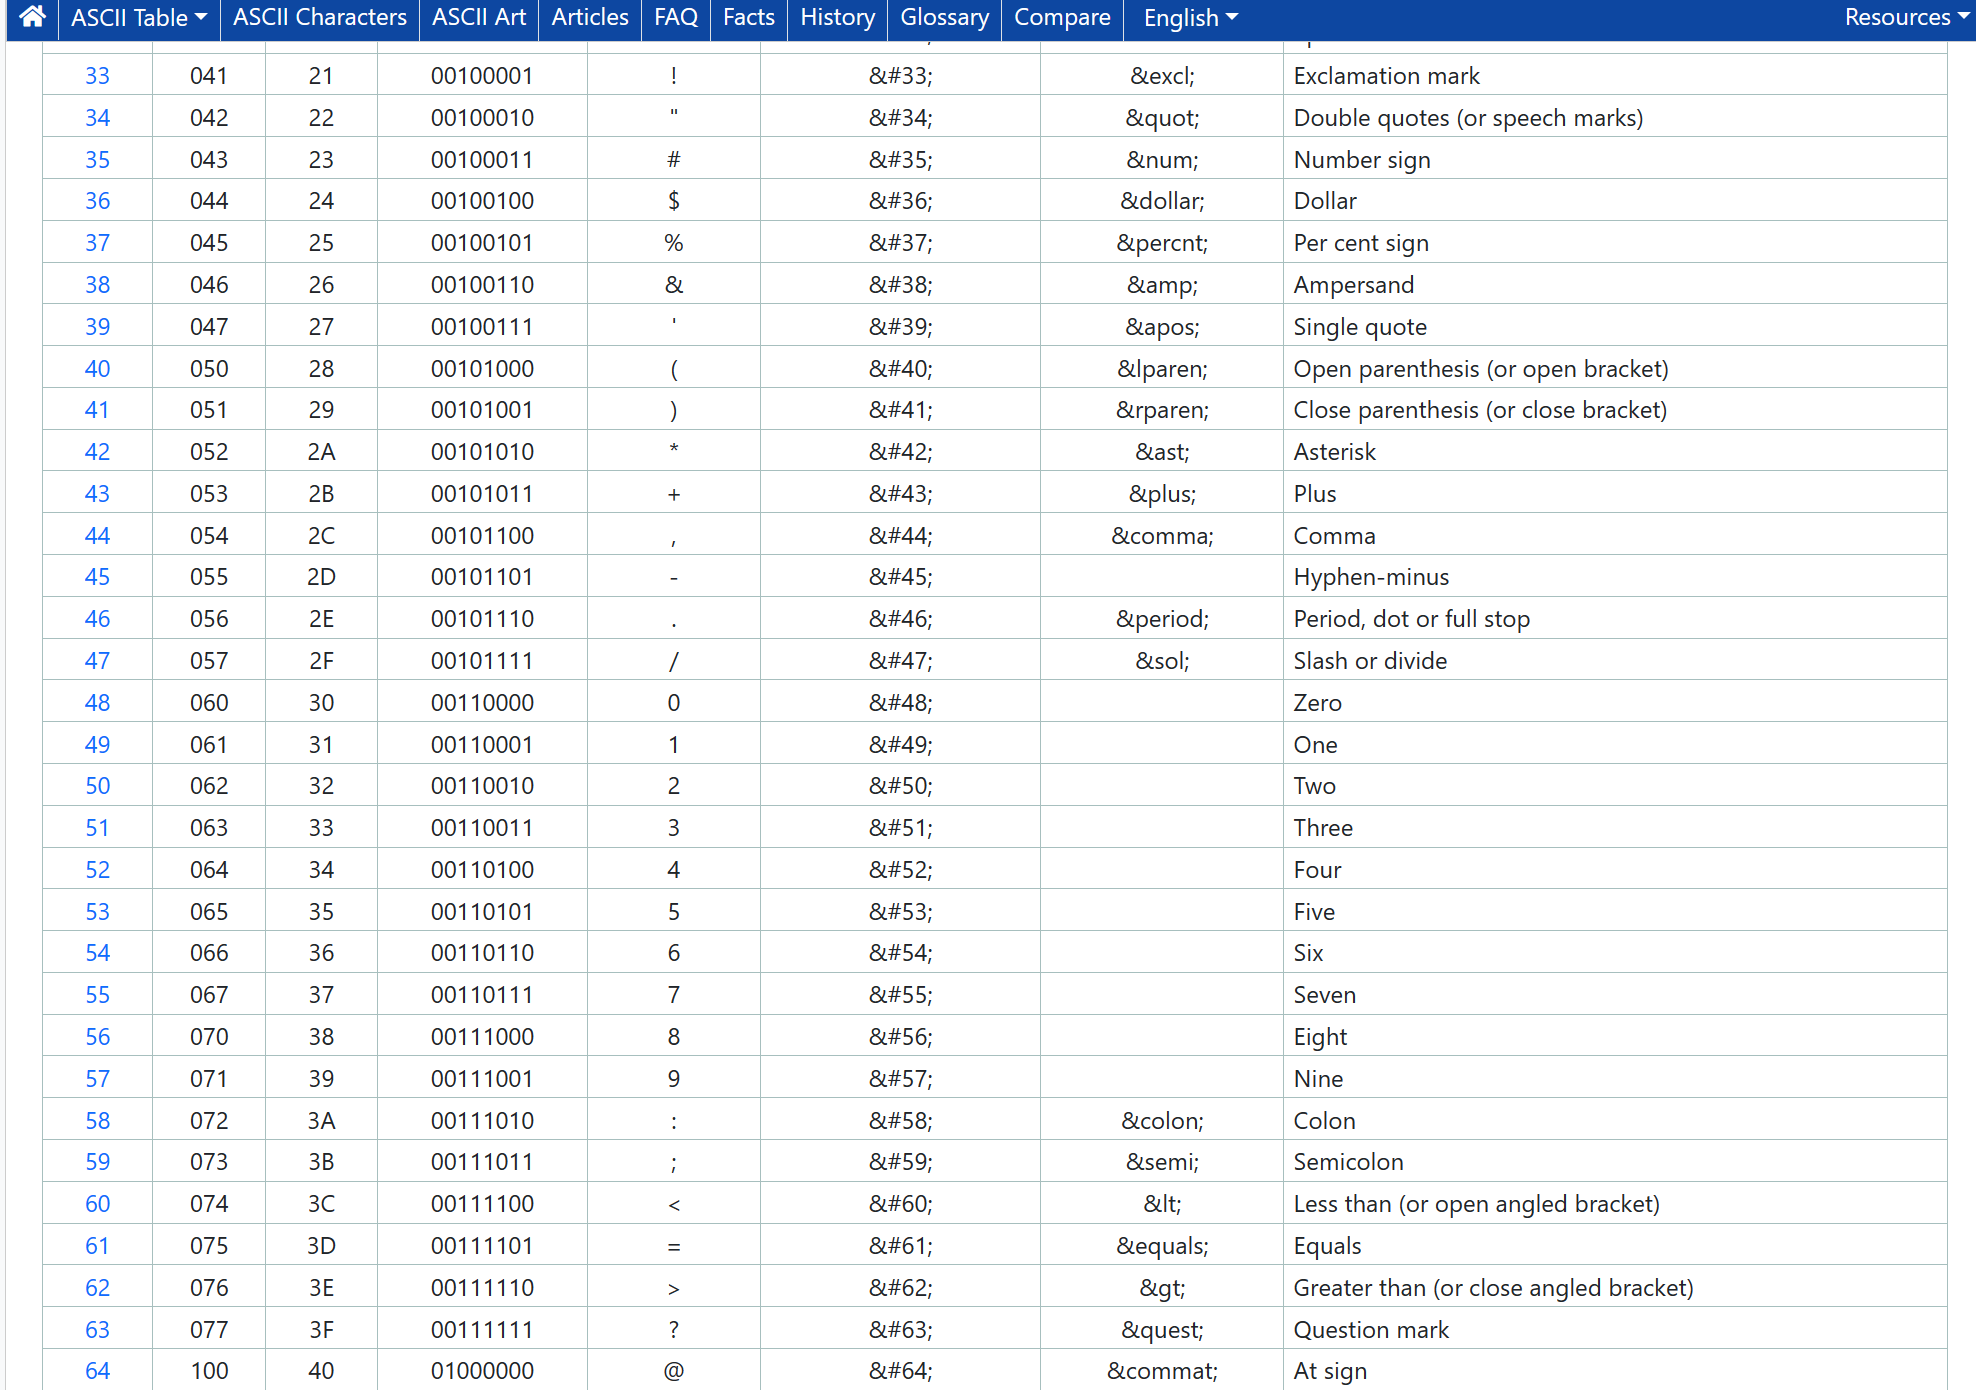 ASCII Table ASCII Characters ASCII Art Articles FAQ Facts History Glossary Compare English Resources
33 041 21 00100001 ! &#33; &excl; Exclamation mark
34 042 22 00100010 " &#34; &quot; Double quotes (or speech marks)
35 043 23 00100011 # &#35; &num; Number sign
36 044 24 00100100 $ &#36; &dollar; Dollar
37 045 25 00100101 % &#37; &percnt; Per cent sign
38 046 26 00100110 & &#38; &amp; Ampersand
39 047 27 00100111 ' &#39; &apos; Single quote
40 050 28 00101000 ( &#40; &lparen; Open parenthesis (or open bracket)
41 051 29 00101001 ) &#41; &rparen; Close parenthesis (or close bracket)
42 052 2A 00101010 * &#42; &ast; Asterisk
43 053 2B 00101011 + &#43; &plus; Plus
44 054 2C 00101100 , &#44; &comma; Comma
45 055 2D 00101101 - &#45; Hyphen-minus
46 056 2E 00101110 . &#46; &period; Period, dot or full stop
47 057 2F 00101111 / &#47; &sol; Slash or divide
48 060 30 00110000 0 &#48; Zero
49 061 31 00110001 1 &#49; One
50 062 32 00110010 2 &#50; Two
51 063 33 00110011 3 &#51; Three
52 064 34 00110100 4 &#52; Four
53 065 35 00110101 5 &#53; Five
54 066 36 00110110 6 &#54; Six
55 067 37 00110111 7 &#55; Seven
56 070 38 00111000 8 &#56; Eight
57 071 39 00111001 9 &#57; Nine
58 072 3A 00111010 : &#58; &colon; Colon
59 073 3B 00111011 ; &#59; &semi; Semicolon
60 074 3C 00111100 < &#60; &lt; Less than (or open angled bracket)
61 075 3D 00111101 = &#61; &equals; Equals
62 076 3E 00111110 > &#62; &gt; Greater than (or close angled bracket)
63 077 3F 00111111 ? &#63; &quest; Question mark
64 100 40 01000000 @ &#64; &commat; At sign